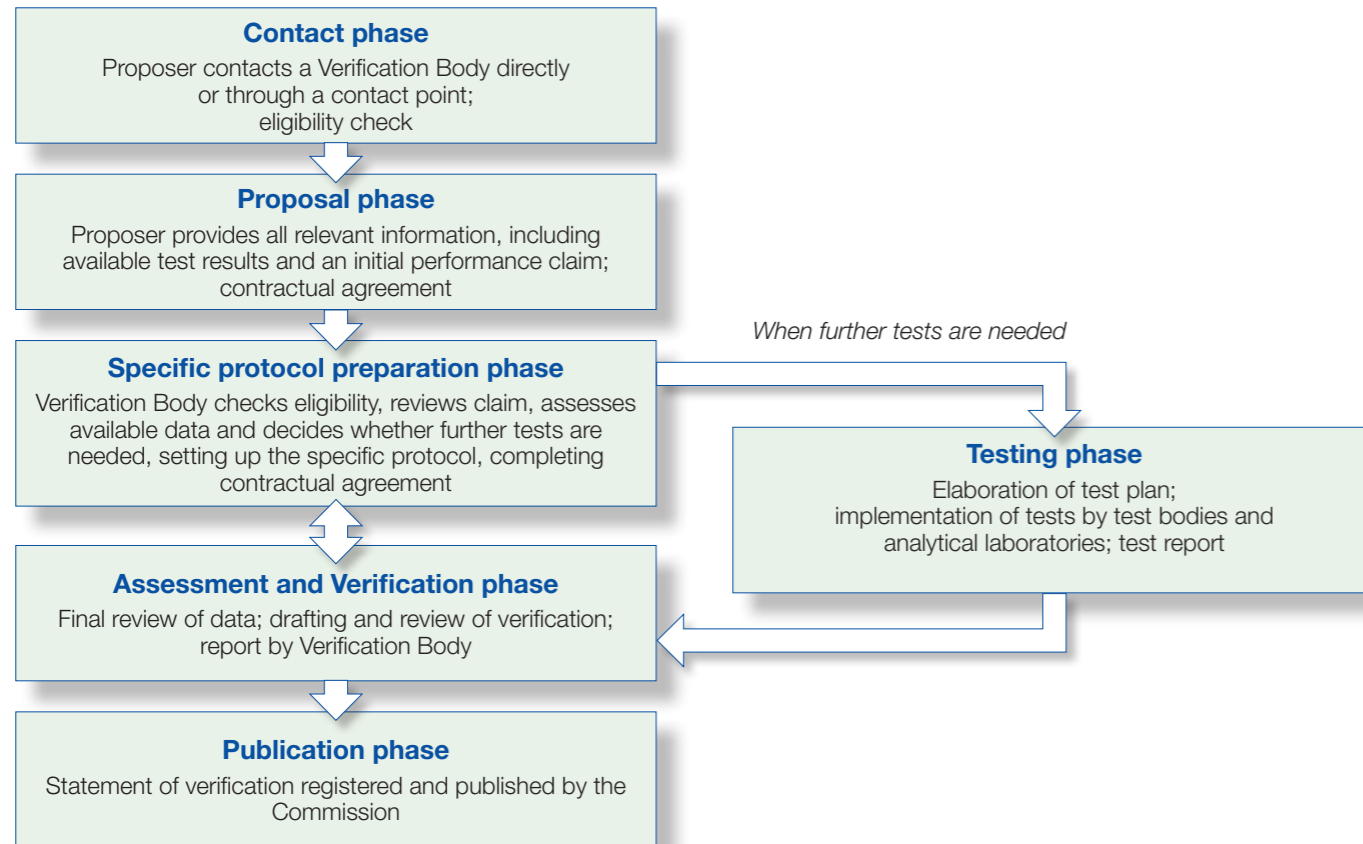 Contact phase
Proposer contacts a Verification Body directly
or through a contact point;
eligibility check
Proposal phase
Proposer provides all relevant information, including
available test results and an initial performance claim;
contractual agreement
When further tests are needed
Specific protocol preparation phase
Verification Body checks eligibility, reviews claim, assesses
available data and decides whether further tests are
needed, setting up the specific protocol, completing
contractual agreement
Testing phase
Elaboration of test plan;
implementation of tests by test bodies and
analytical laboratories; test report
Assessment and Verification phase
Final review of data; drafting and review of verification;
report by Verification Body
Publication phase
Statement of verification registered and published by the
Commission